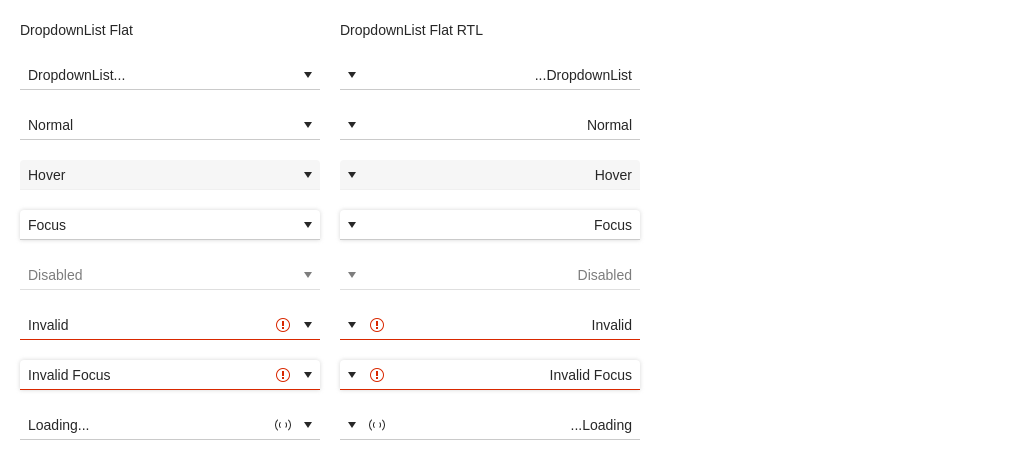 DropdownList Flat
DropdownList Flat RTL
DropdownList...
...DropdownList
Normal
Normal
Hover
Hover
Focus
Focus
Disabled
Disabled
Invalid
Invalid
Invalid Focus
Invalid Focus
Loading...
...Loading